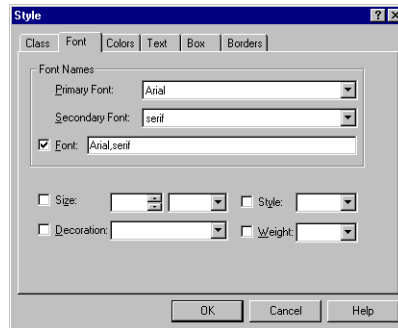 Style
Class Font Colors Text Box Borders
Font Names
Primary Font: Arial
Secondary Font: serif
Font: Arial,serif
Size: Style:
Decoration: Weight:
OK Cancel Help